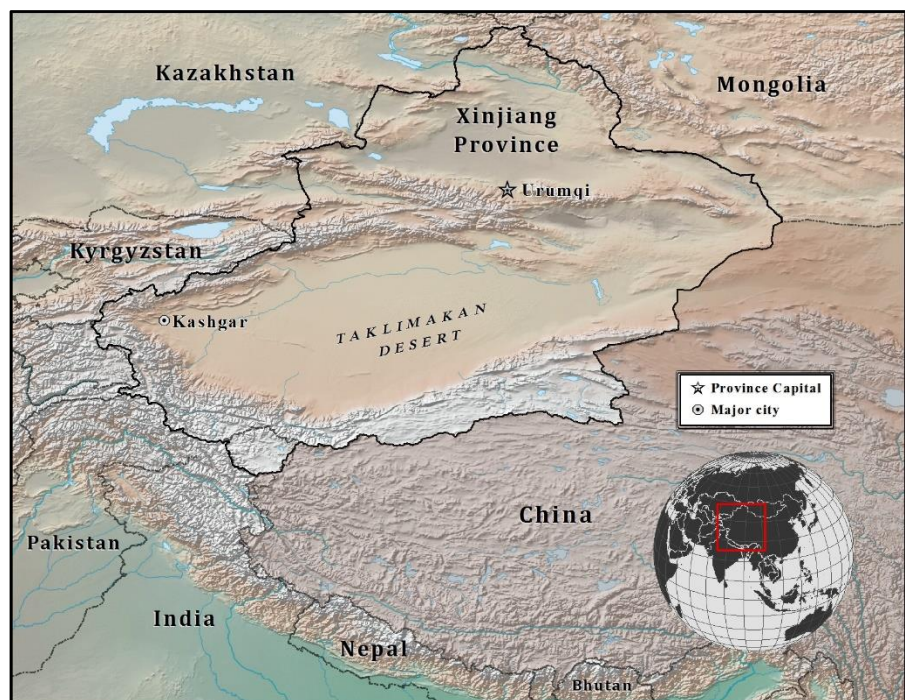 Kazakhstan
Mongolia
Xinjiang
Province
Urumqi
Kyrgyzstan
Kashgar
TAKLIMAKAN
DESERT
Province Capital
Major city
China
Pakistan
India
Nepal
Bhutan